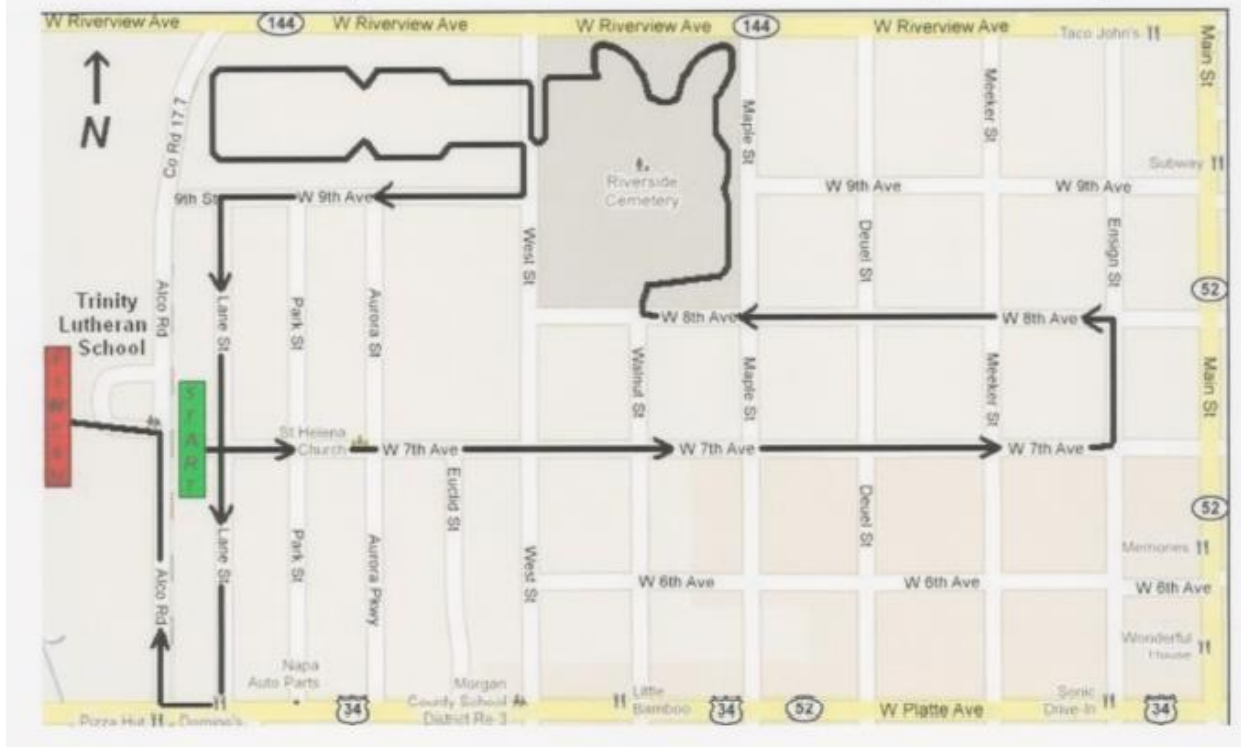 W Riverview Ave
144
W Riverview Ave
W Riverview Ave
144
W Riverview Ave
Taco John's
Main St
N
Co Rd 17.7
Maple St
Meeker St
Subway
Riverside
Cemetery
W 9th Ave
W 9th Ave
9th St
W 9th Ave
West St
Deuel St
Ensign St
52
Trinity
Lutheran
School
Alco Rd
Lane St
Park St
Aurora St
W 8th Ave
W 8th Ave
Walnut St
Maple St
Meeker St
Main St
START
St Helena
Church
W 7th Ave
W 7th Ave
W 7th Ave
Euclid St
Deuel St
52
Memories
Alco Rd
Lane St
Park St
Aurora Pkwy
West St
W 6th Ave
W 6th Ave
W 6th Ave
Wonderful
House
Napa
Auto Parts
Morgan
County School
District Re 3
Little
Bamboo
Sonic
Drive-In
Pizza Hut
Domino's
34
34
52
W Platte Ave
34